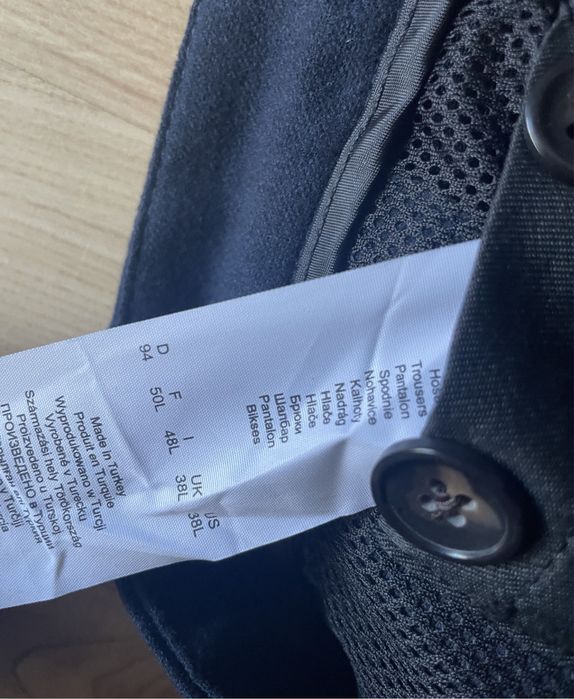 Trousers
Pantalon
Spodnie
Nohavice
Kalhoty
Nadrág
Hlače
Hlače
Брюки
Шалбар
Pantalon
Bikses
D F I UK US
94 50L 48L 38L 38L
Made in Turkey
Produit en Turquie
Wyprodukowano w Turcji
Vyrobené v Turecku
Származási hely Törökország
Proizvedeno u Turskoj
ПРОИЗВЕДЕНО в Турции